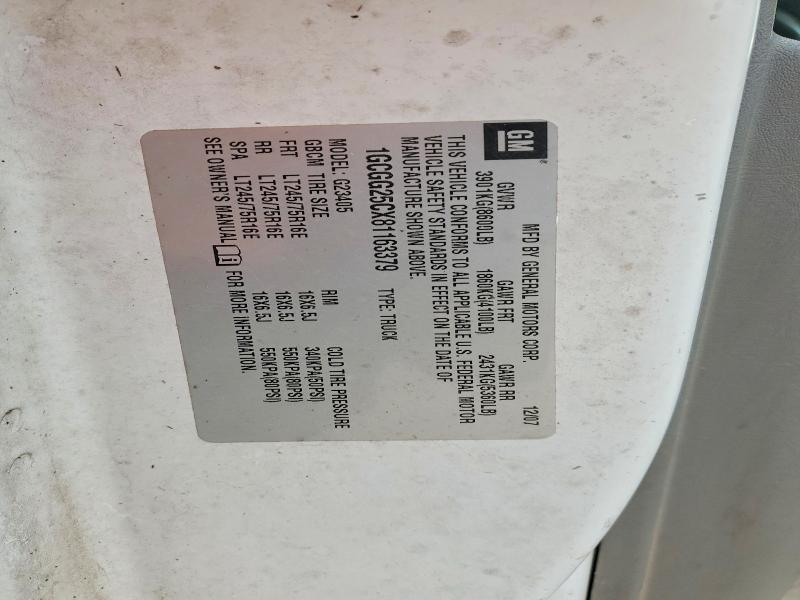 GM
MFD BY GENERAL MOTORS CORP. 12/07
GVWR GAWR FRT GAWR RR
3901KG(8600LB) 1860KG(4100LB) 2431KG(5360LB)
THIS VEHICLE CONFORMS TO ALL APPLICABLE U.S. FEDERAL MOTOR
VEHICLE SAFETY STANDARDS IN EFFECT ON THE DATE OF
MANUFACTURE SHOWN ABOVE.
1GCGG25CX81163379 TYPE: TRUCK
MODEL: G23405
GBCM TIRE SIZE RIM COLD TIRE PRESSURE
FRT LT245/75R16E 16X6.5J 340KPA(50PSI)
RR LT245/75R16E 16X6.5J 550KPA(80PSI)
SPA LT245/75R16E 16X6.5J 550KPA(80PSI)
SEE OWNER'S MANUAL FOR MORE INFORMATION.